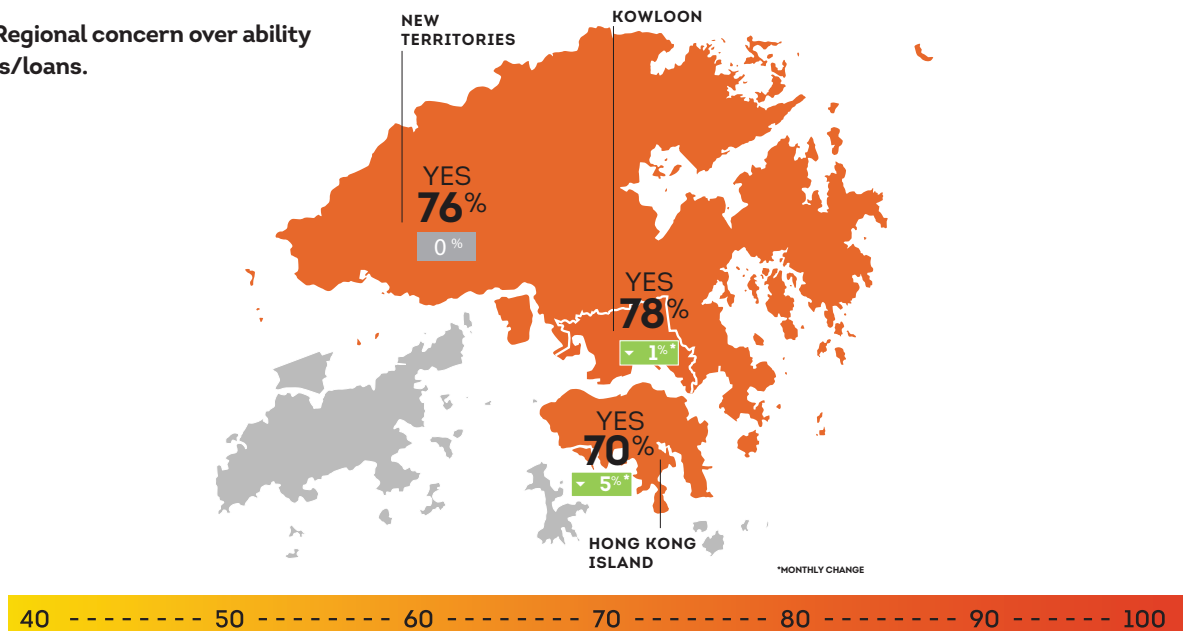 Regional concern over ability
s/loans.
NEW
TERRITORIES
KOWLOON
YES
76%
0 %
YES
78%
1%*
YES
70%
5%*
HONG KONG
ISLAND
*MONTHLY CHANGE
40 - - - - - - - 50 - - - - - - - 60 - - - - - - - 70 - - - - - - - 80 - - - - - - - 90 - - - - - - 100